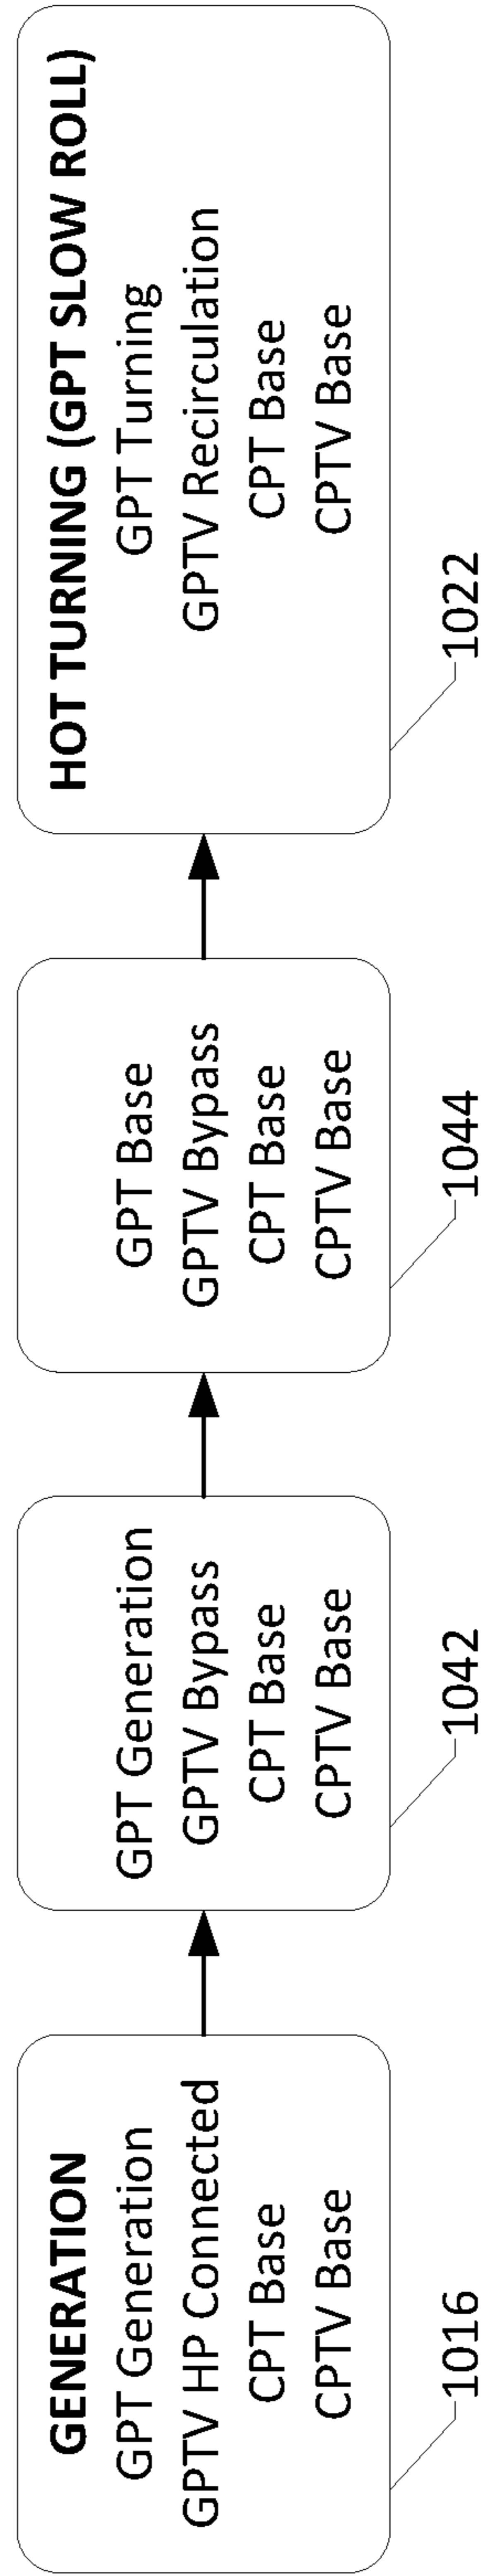 GENERATION
GPT Generation
GPTV HP Connected
CPT Base
CPTV Base
1016
GPT Generation
GPTV Bypass
CPT Base
CPTV Base
1042
GPT Base
GPTV Bypass
CPT Base
CPTV Base
1044
HOT TURNING (GPT SLOW ROLL)
GPT Turning
GPTV Recirculation
CPT Base
CPTV Base
1022